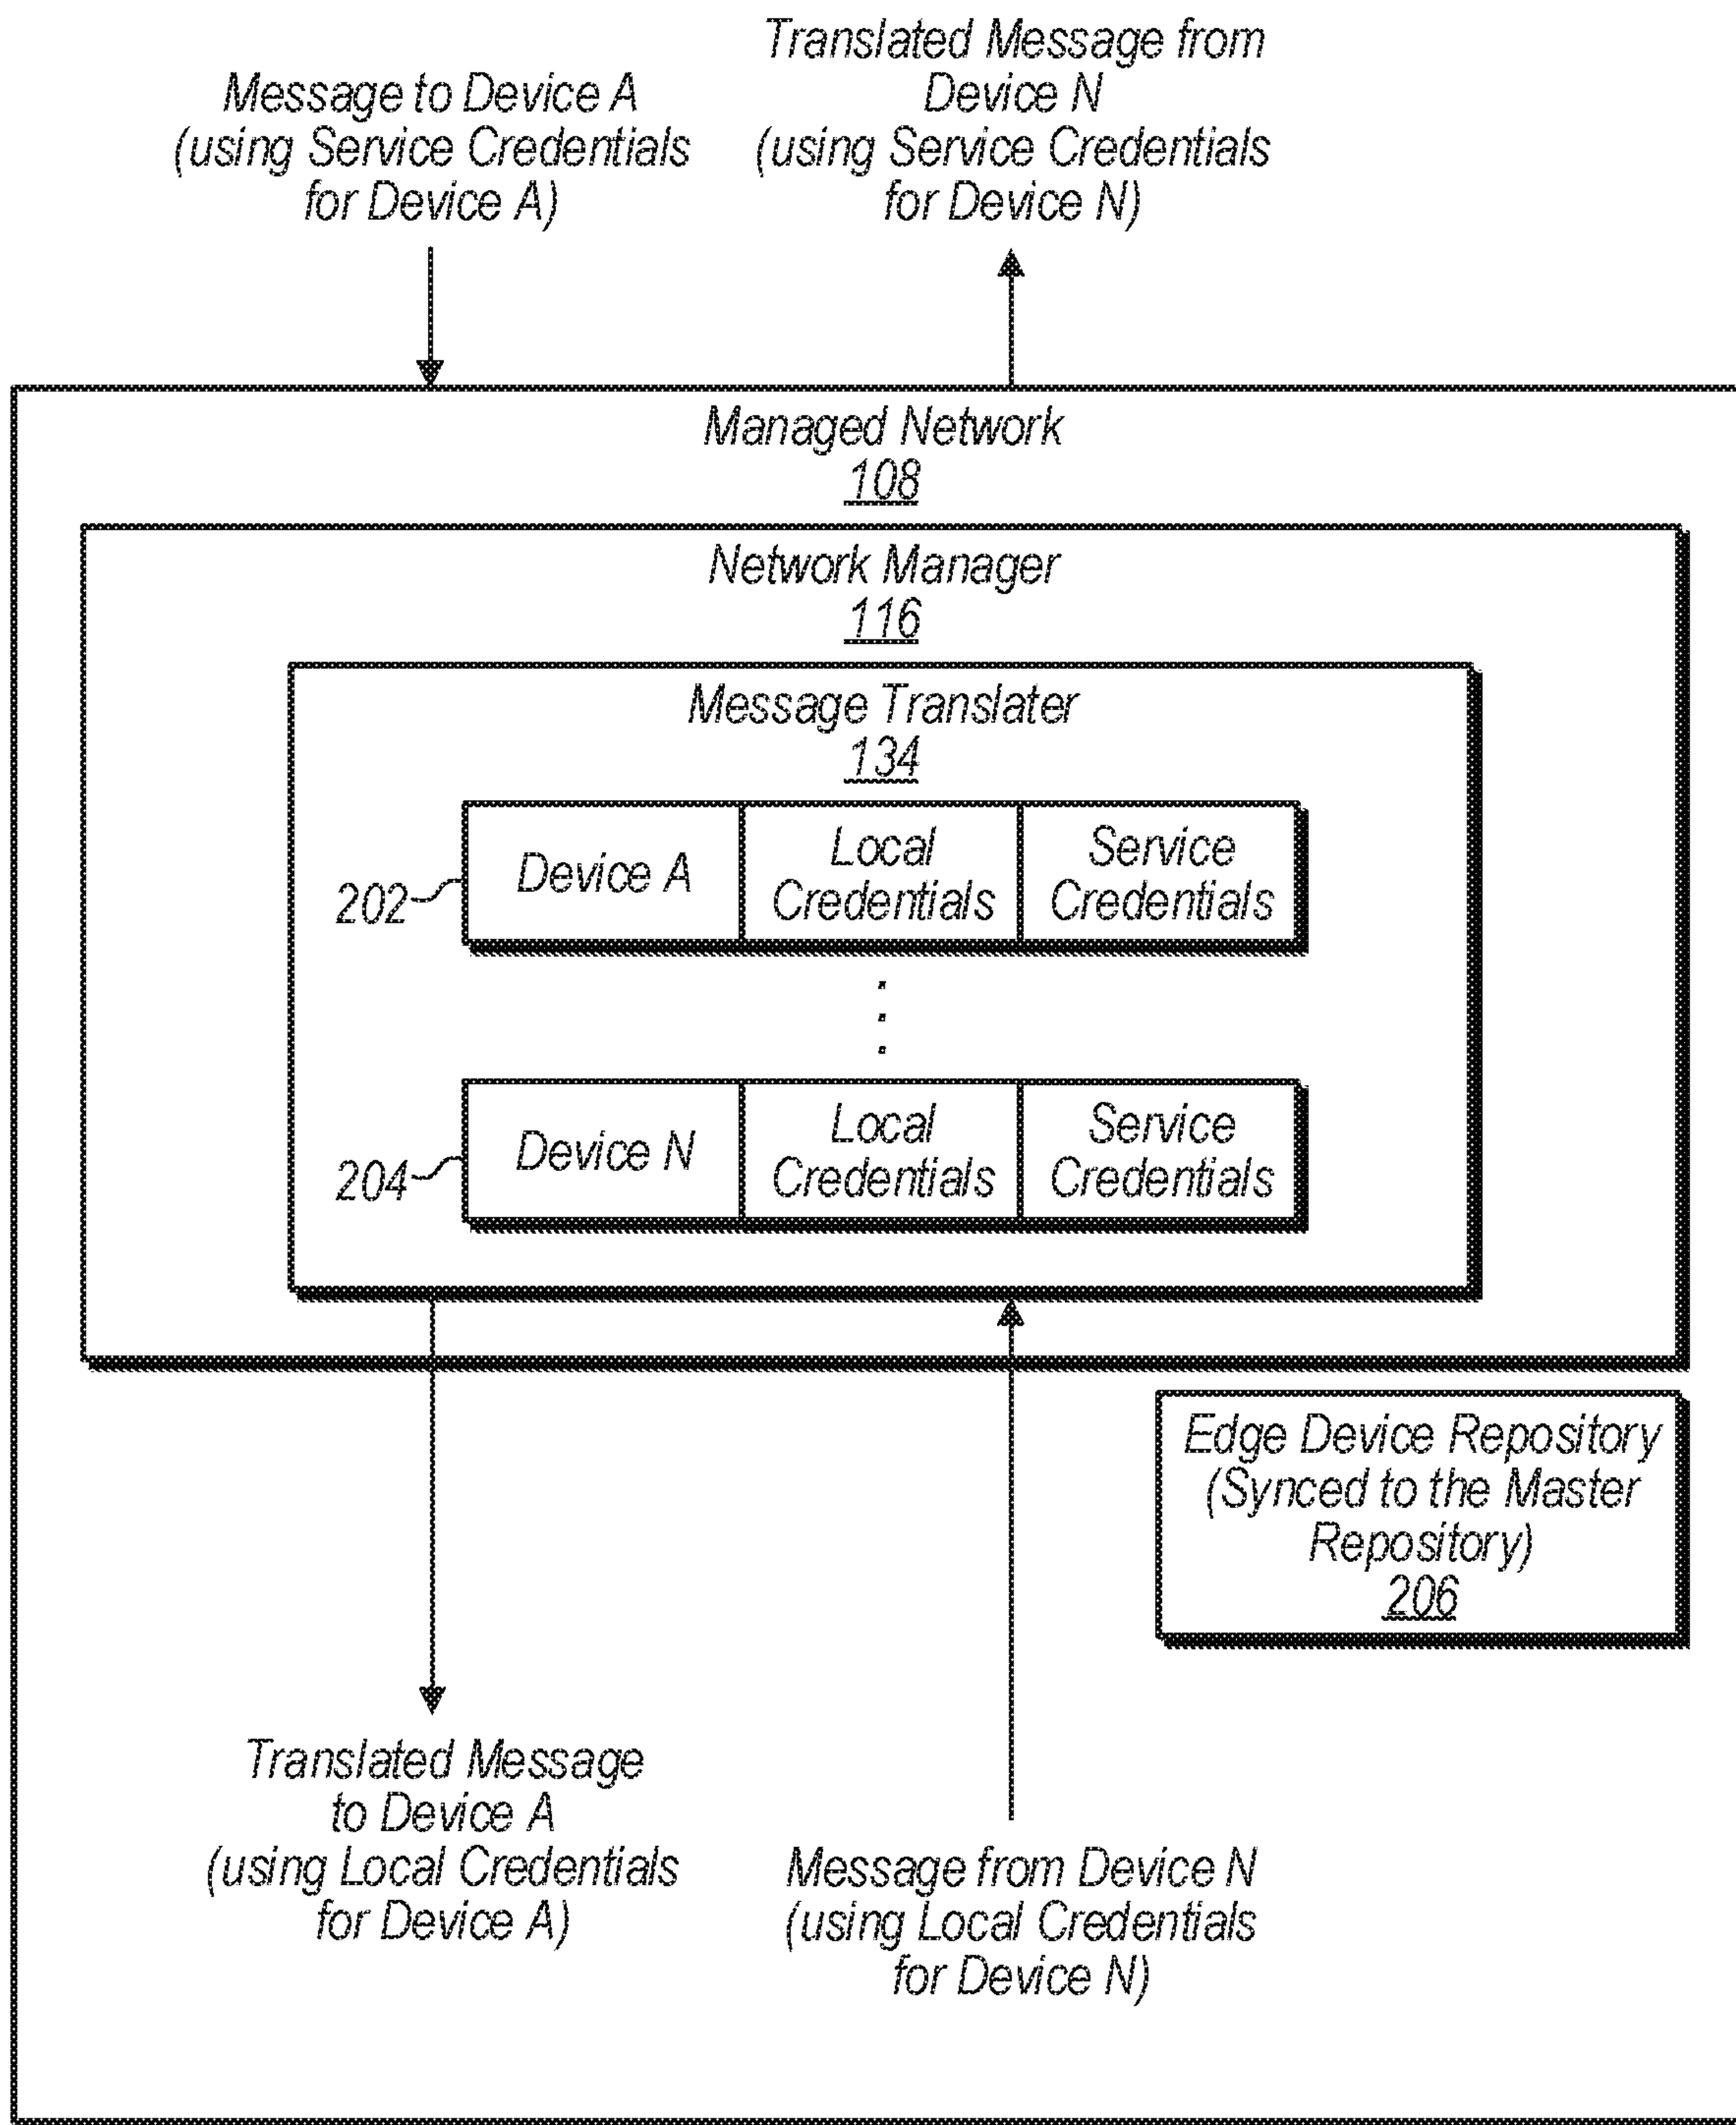 Message to Device A
(using Service Credentials
for Device A)
Translated Message from
Device N
(using Service Credentials
for Device N)
Managed Network
108
Network Manager
116
Message Translater
134
202
Device A
Local
Credentials
Service
Credentials
204
Device N
Local
Credentials
Service
Credentials
Edge Device Repository
(Synced to the Master
Repository)
206
Translated Message
to Device A
(using Local Credentials
for Device A)
Message from Device N
(using Local Credentials
for Device N)